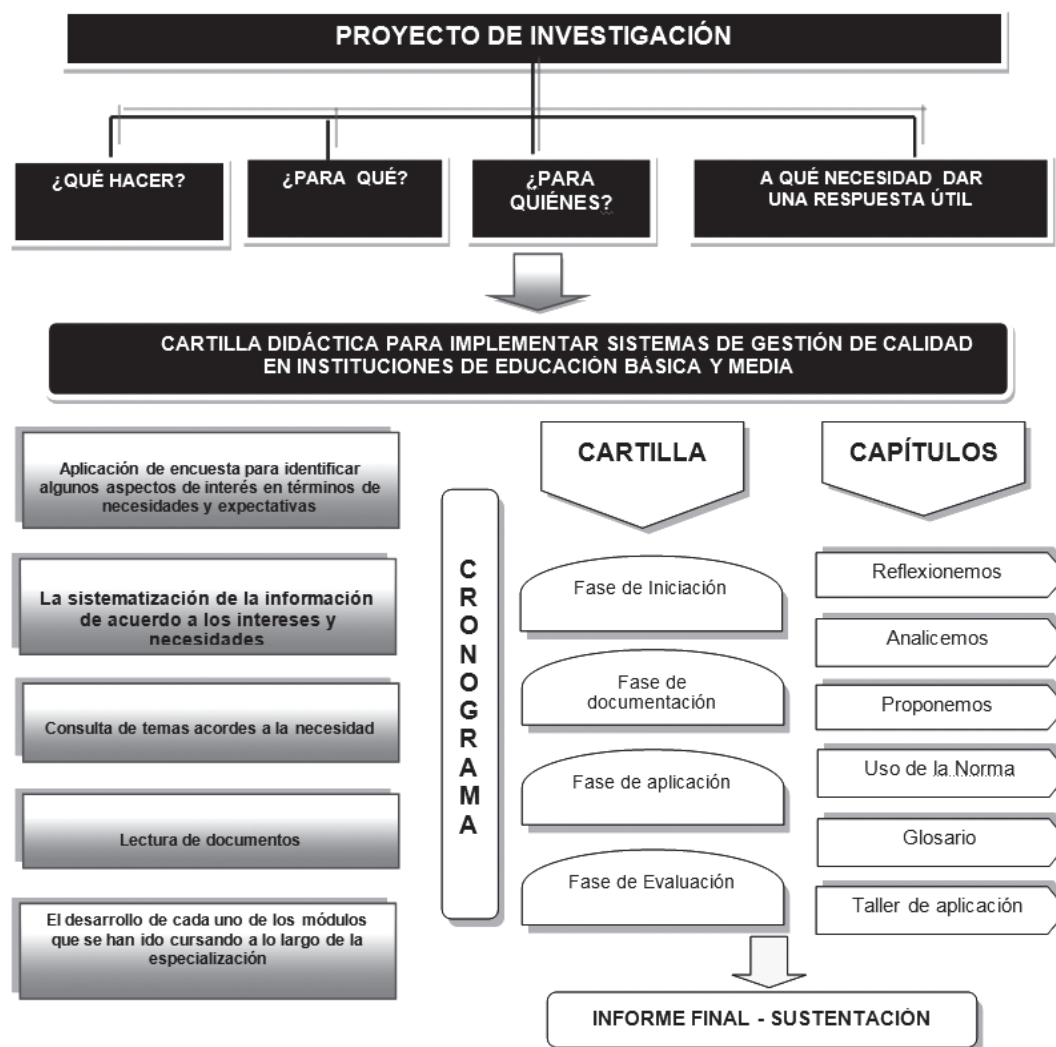 PROYECTO DE INVESTIGACIÓN
¿QUÉ HACER?
¿PARA QUÉ?
¿PARA
QUIÉNES?
A QUÉ NECESIDAD DAR
UNA RESPUESTA ÚTIL
CARTILLA DIDÁCTICA PARA IMPLEMENTAR SISTEMAS DE GESTIÓN DE CALIDAD
EN INSTITUCIONES DE EDUCACIÓN BÁSICA Y MEDIA
Aplicación de encuesta para identificar
algunos aspectos de interés en términos de
necesidades y expectativas
La sistematización de la información
de acuerdo a los intereses y
necesidades
Consulta de temas acordes a la necesidad
Lectura de documentos
El desarrollo de cada uno de los módulos
que se han ido cursando a lo largo de la
especialización
CRONOGRAMA
CARTILLA
Fase de Iniciación
Fase de
documentación
Fase de aplicación
Fase de Evaluación
CAPÍTULOS
Reflexionemos
Analicemos
Proponemos
Uso de la Norma
Glosario
Taller de aplicación
INFORME FINAL - SUSTENTACIÓN